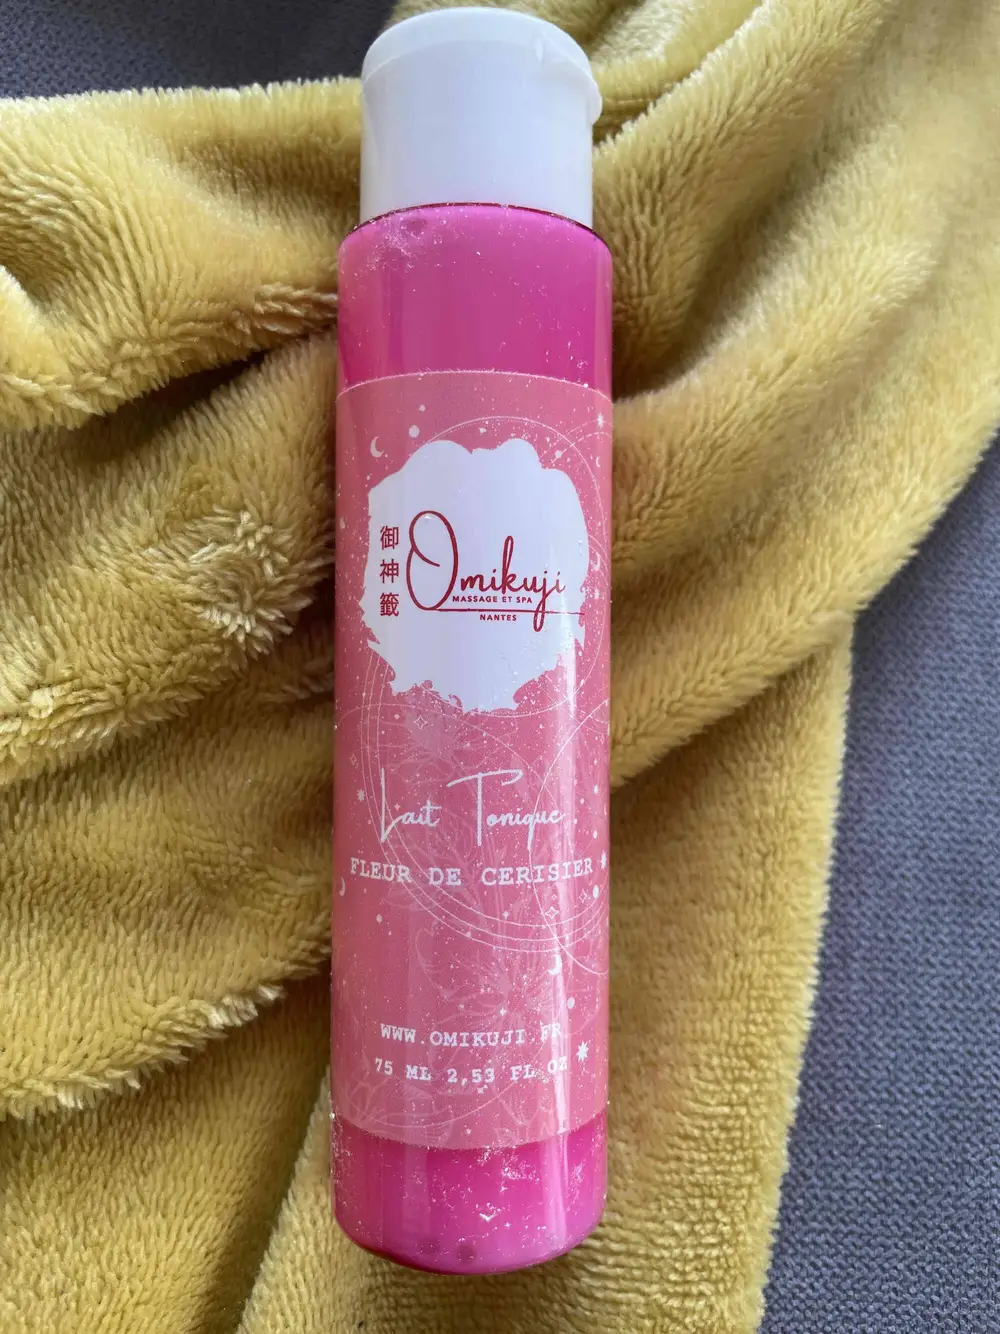 御神籤
Omikuji
MASSAGE ET SPA
NANTES
Lait Tonique
FLEUR DE CERISIER
WWW.OMIKUJI.FR
75 ML 2,53 FL OZ